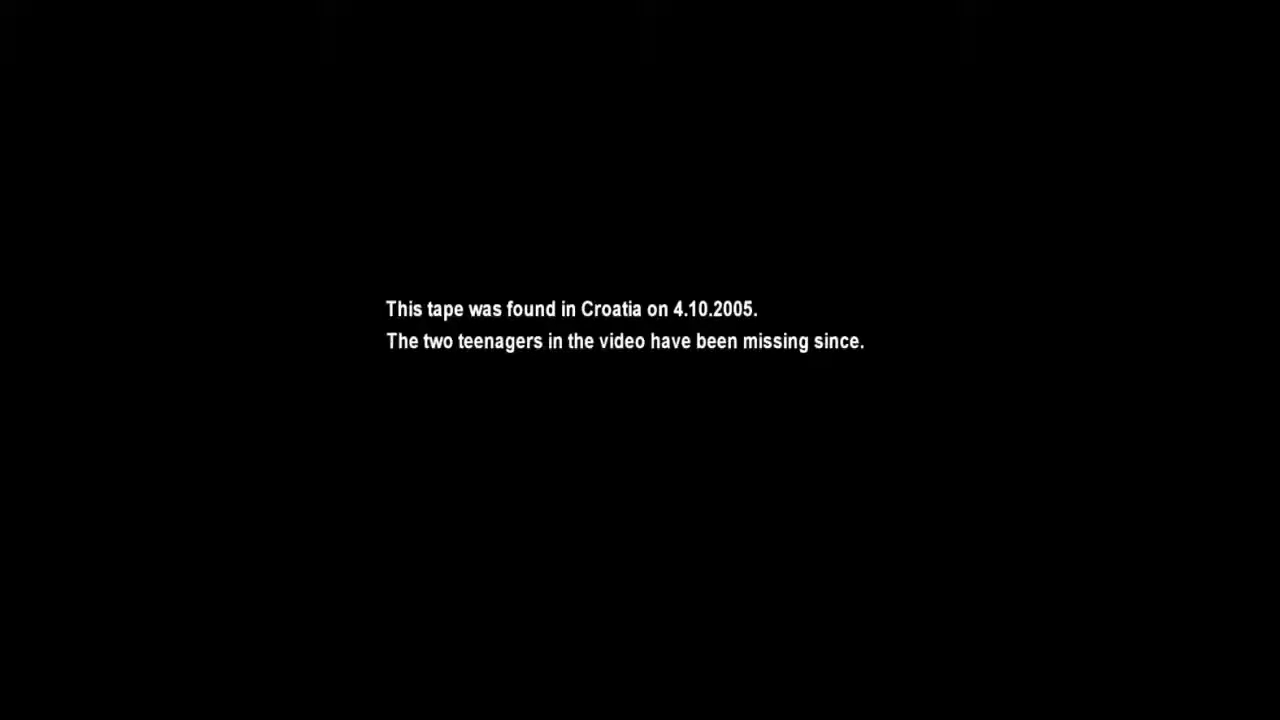 This tape was found in Croatia on 4.10.2005.
The two teenagers in the video have been missing since.